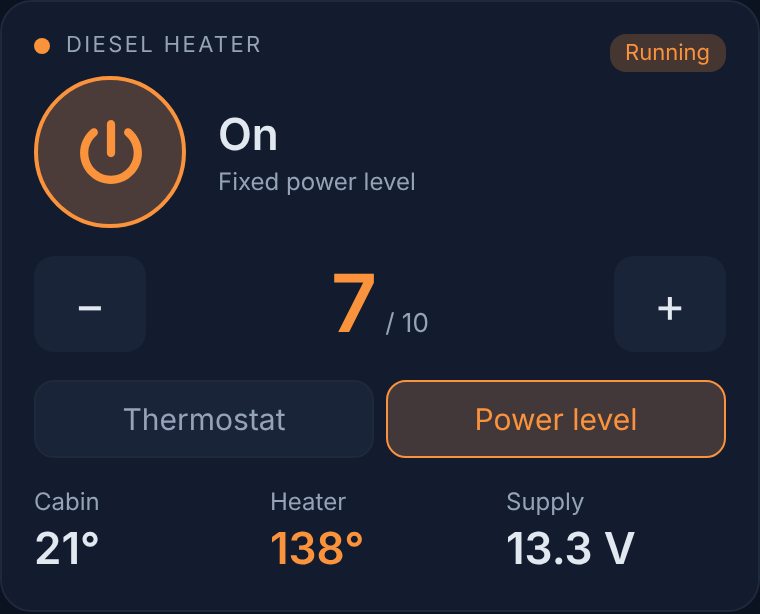 DIESEL HEATER
Running
On
Fixed power level
−
7 / 10
+
Thermostat
Power level
Cabin
Heater
Supply
21°
138°
13.3 V